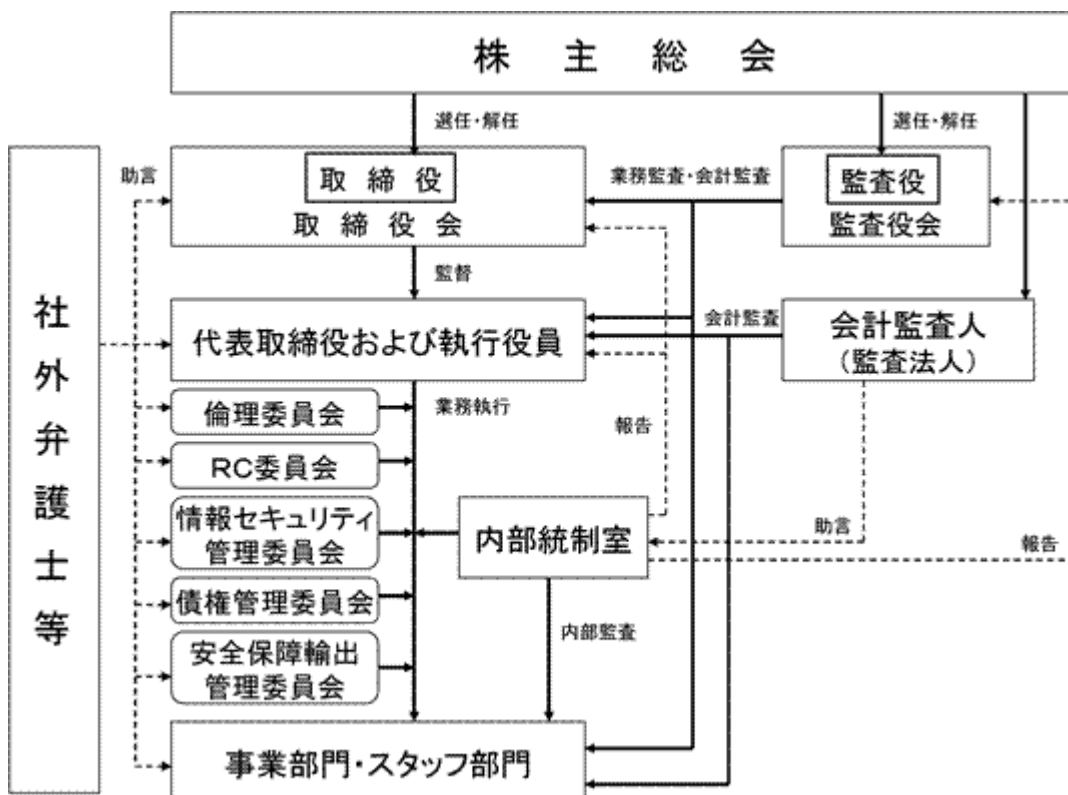 株主総会
選任・解任
選任・解任
助言
取締役
取締役会
業務監査・会計監査
監査役
監査役会
監督
社外弁護士等
代表取締役および執行役員
会計監査
会計監査人
(監査法人)
業務執行
倫理委員会
報告
RC委員会
情報セキュリティ
管理委員会
内部統制室
助言
報告
債権管理委員会
内部監査
安全保障輸出
管理委員会
事業部門・スタッフ部門